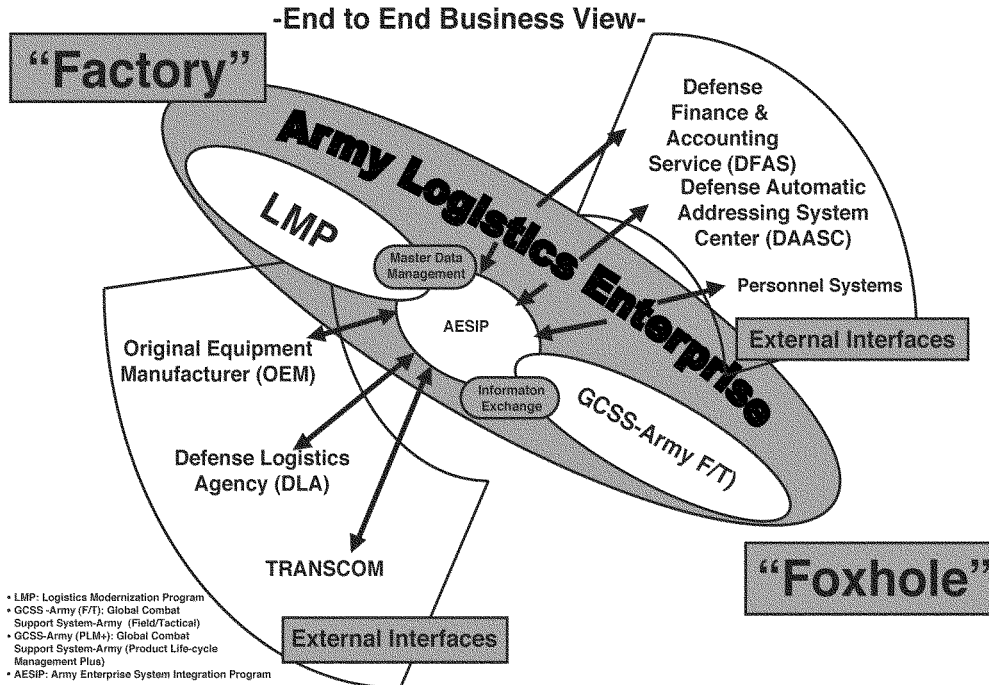 -End to End Business View-
“Factory”
Army Logistics Enterprise
Defense
Finance &
Accounting
Service (DFAS)
Defense Automatic
Addressing System
Center (DAASC)
Personnel Systems
External Interfaces
LMP
Master Data
Management
AESIP
Informaton
Exchange
GCSS-Army F/T)
Original Equipment
Manufacturer (OEM)
Defense Logistics
Agency (DLA)
TRANSCOM
External Interfaces
“Foxhole”
• LMP: Logistics Modernization Program
• GCSS -Army (F/T): Global Combat
Support System-Army (Field/Tactical)
• GCSS-Army (PLM+): Global Combat
Support System-Army (Product Life-cycle
Management Plus)
• AESiP: Army Enterprise System Integration Program